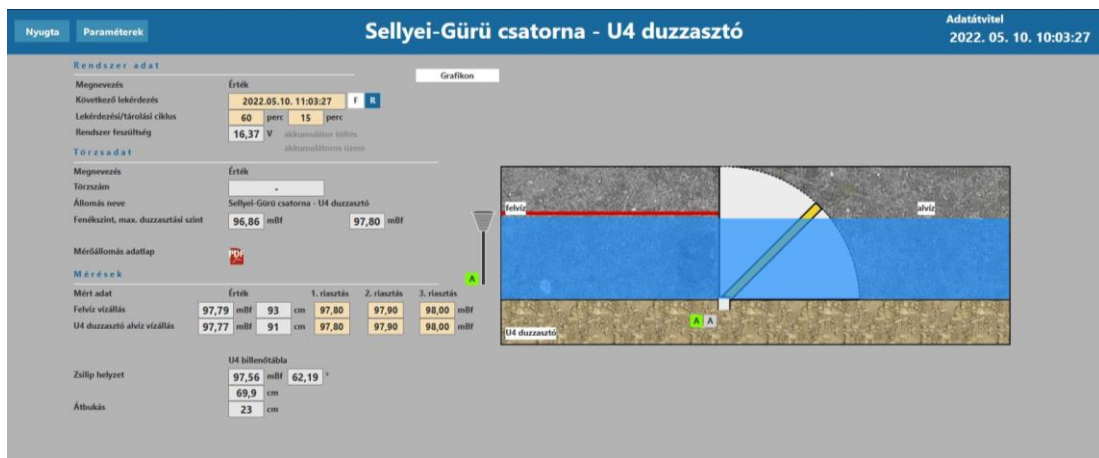 Nyugta Paraméterek Sellyei-Gürü csatorna - U4 duzzasztó Adatátvitel
2022. 05. 10. 10:03:27
Rendszer adat
Grafikon
Megnevezés Érték
Következő lekérdezés 2022.05.10. 11:03:27 F R
Lekérdezési/tárolási ciklus 60 perc 15 perc
Rendszer feszültség 16,37 V akkumulátor töltés
akkumulátoros üzem
Törzsadat
Megnevezés Érték
Törzszám -
Állomás neve Sellyei-Gürü csatorna - U4 duzzasztó
Fenékszint, max. duzzasztási szint 96,86 mBf 97,80 mBf
Mérőállomás adatlap PDF
Mérések
Mért adat Érték 1. riasztás 2. riasztás 3. riasztás
Felvíz vízállás 97,79 mBf 93 cm 97,80 97,90 98,00 mBf
U4 duzzasztó alvíz vízállás 97,77 mBf 91 cm 97,80 97,90 98,00 mBf
U4 billenőtábla
Zsilip helyzet 97,56 mBf 62,19 °
69,9 cm
Átbukás 23 cm
felvíz alvíz
A
A A
U4 duzzasztó